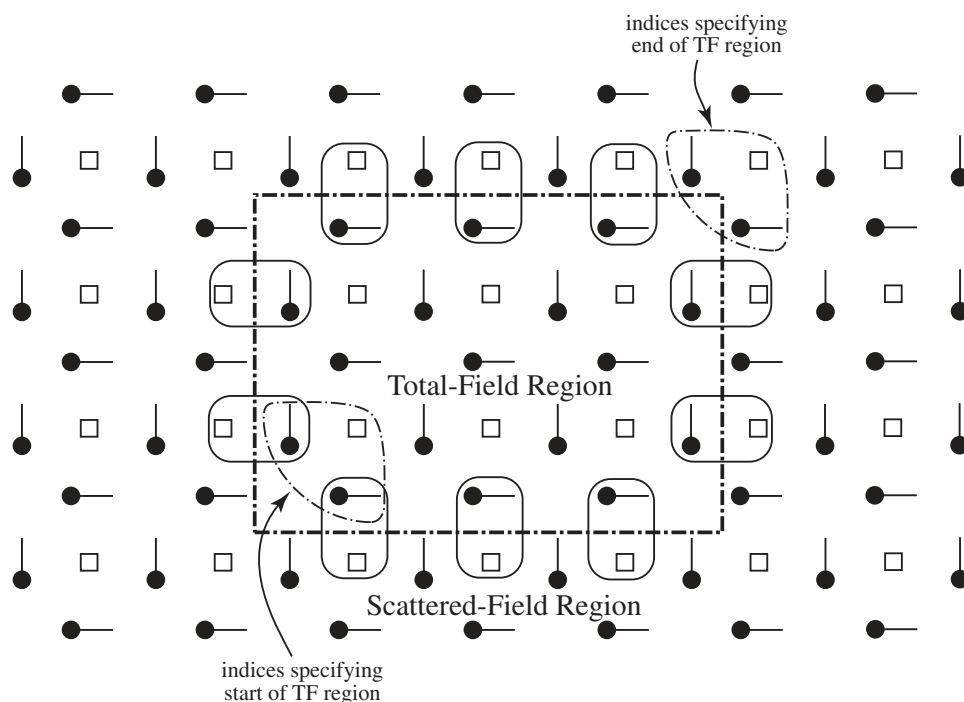 indices specifying
end of TF region
Total-Field Region
Scattered-Field Region
indices specifying
start of TF region